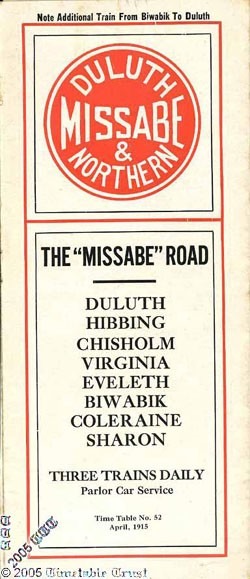 Note Additional Train From Biwabik To Duluth
DULUTH
MISSABE
&
NORTHERN
THE "MISSABE" ROAD
DULUTH
HIBBING
CHISHOLM
VIRGINIA
EVELETH
BIWABIK
COLERAINE
SHARON
THREE TRAINS DAILY
Parlor Car Service
Time Table No. 52
April, 1915
2005
©2005 Timetable Trust